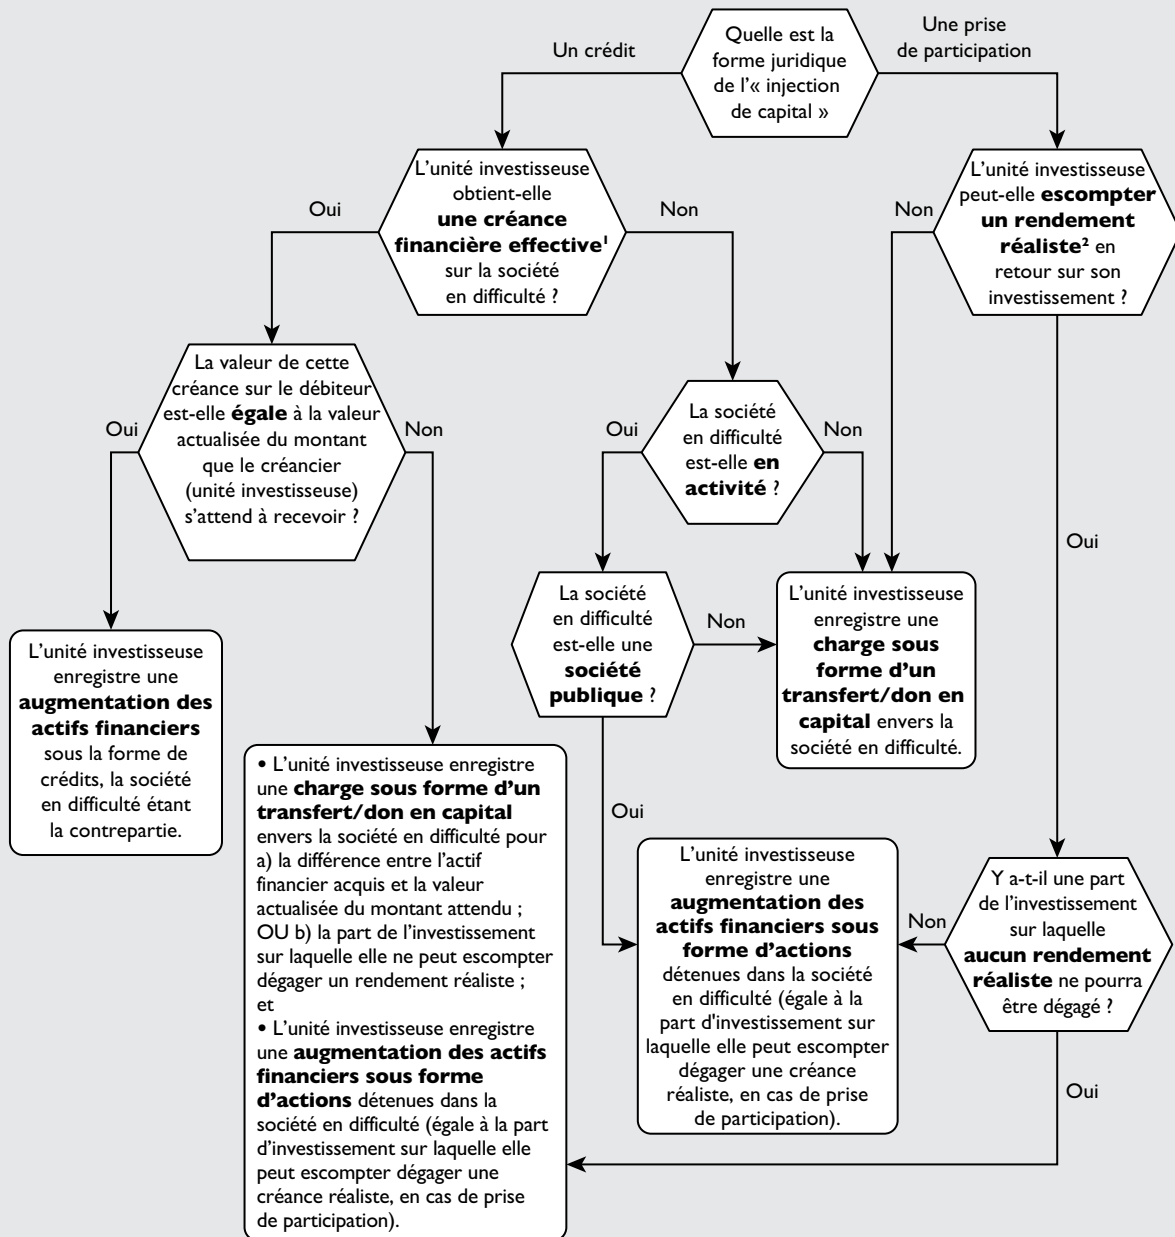 Un crédit
Quelle est la
forme juridique
de l'« injection
de capital »
Une prise
de participation
L'unité investisseuse
obtient-elle
une créance
financière effective¹
sur la société
en difficulté ?
Oui
Non
L'unité investisseuse
peut-elle escompter
un rendement
réaliste² en
retour sur son
investissement ?
Non
Oui
La valeur de cette
créance sur le débiteur
est-elle égale à la valeur
actualisée du montant
que le créancier
(unité investisseuse)
s'attend à recevoir ?
Oui
Non
La société
en difficulté
est-elle en
activité ?
Oui
Non
La société
en difficulté
est-elle une
société
publique ?
Non
Oui
L'unité investisseuse
enregistre une
charge sous
forme d'un
transfert/don en
capital envers la
société en difficulté.
L'unité investisseuse
enregistre une
augmentation des
actifs financiers
sous la forme de
crédits, la société
en difficulté étant
la contrepartie.
• L'unité investisseuse enregistre
une charge sous forme d'un
transfert/don en capital
envers la société en difficulté pour
a) la différence entre l'actif
financier acquis et la valeur
actualisée du montant attendu ;
OU b) la part de l'investissement
sur laquelle elle ne peut escompter
dégager un rendement réaliste ;
et
• L'unité investisseuse enregistre
une augmentation des actifs
financiers sous forme
d'actions détenues dans la
société en difficulté (égale à la part
d'investissement sur laquelle elle
peut escompter dégager une
créance réaliste, en cas de prise
de participation).
L'unité investisseuse
enregistre une
augmentation des
actifs financiers sous
forme d'actions
détenues dans la société
en difficulté (égale à la
part d'investissement sur
laquelle elle peut escompter
dégager une créance
réaliste, en cas de prise
de participation).
Y a-t-il une part
de l'investissement
sur laquelle
aucun rendement
réaliste ne pourra
être dégagé ?
Non
Oui